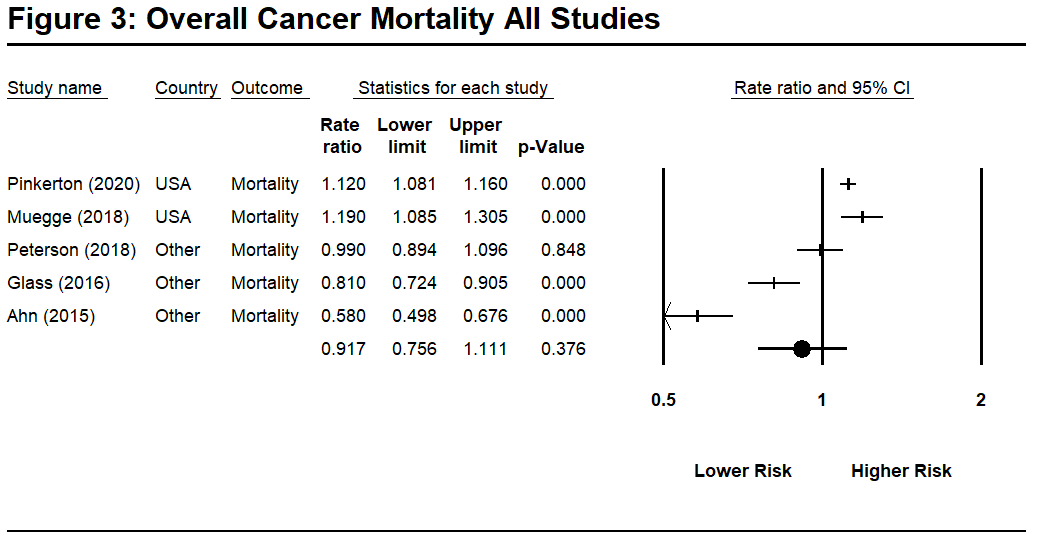 Figure 3: Overall Cancer Mortality All Studies
Study name Country Outcome Statistics for each study Rate ratio and 95% CI
Rate Lower Upper
ratio limit limit p-Value
Pinkerton (2020) USA Mortality 1.120 1.081 1.160 0.000
Muegge (2018) USA Mortality 1.190 1.085 1.305 0.000
Peterson (2018) Other Mortality 0.990 0.894 1.096 0.848
Glass (2016) Other Mortality 0.810 0.724 0.905 0.000
Ahn (2015) Other Mortality 0.580 0.498 0.676 0.000
0.917 0.756 1.111 0.376
0.5 1 2
Lower Risk Higher Risk